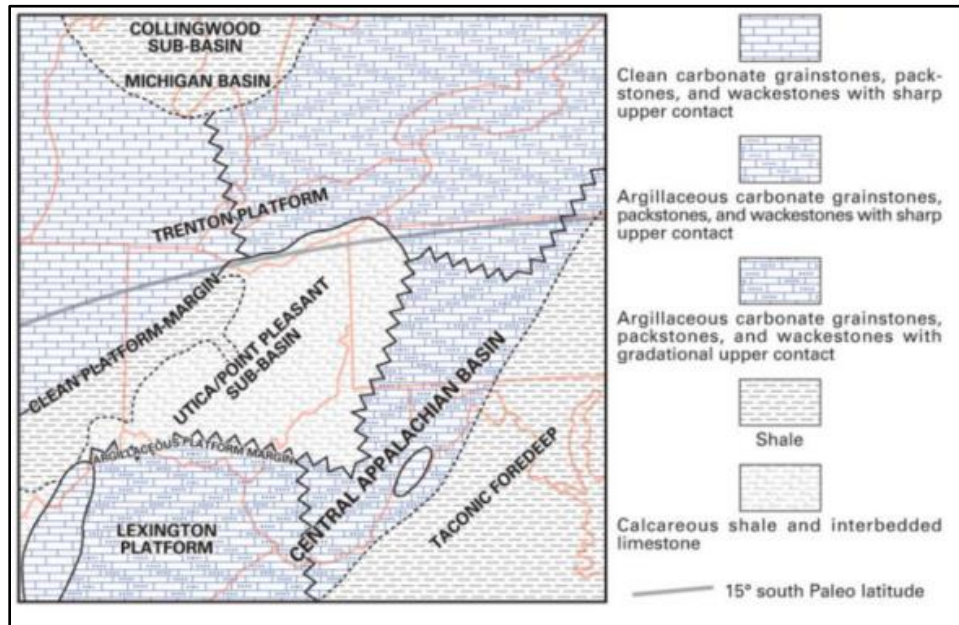 COLLINGWOOD
SUB-BASIN
MICHIGAN BASIN
TRENTON PLATFORM
CLEAN PLATFORM-MARGIN
UTICA/POINT PLEASANT
SUB-BASIN
ARGILLACEOUS PLATFORM MARGIN
LEXINGTON
PLATFORM
CENTRAL APPALACHIAN BASIN
TACONIC FOREDEEP
Clean carbonate grainstones, pack-
stones, and wackestones with sharp
upper contact
Argillaceous carbonate grainstones,
packstones, and wackestones with sharp
upper contact
Argillaceous carbonate grainstones,
packstones, and wackestones with
gradational upper contact
Shale
Calcareous shale and interbedded
limestone
15º south Paleo latitude